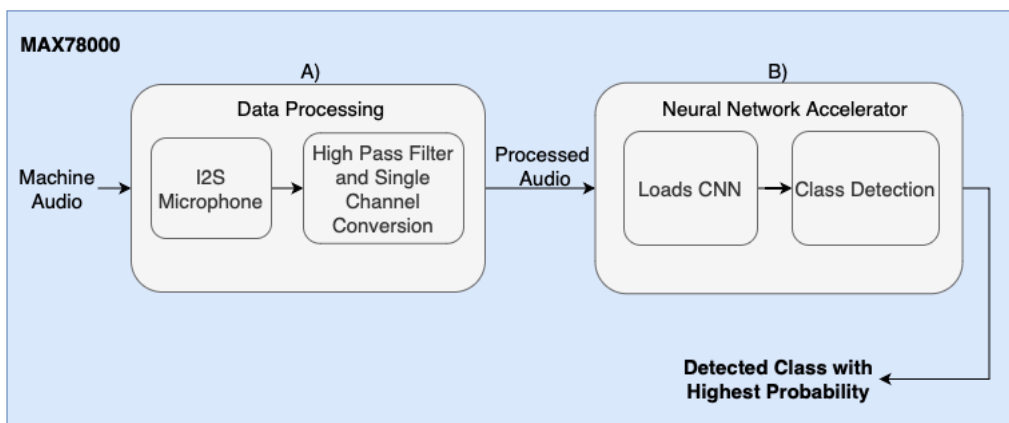 MAX78000
A)
Data Processing
I2S
Microphone
High Pass Filter
and Single
Channel
Conversion
Machine
Audio
Processed
Audio
B)
Neural Network Accelerator
Loads CNN
Class Detection
Detected Class with
Highest Probability